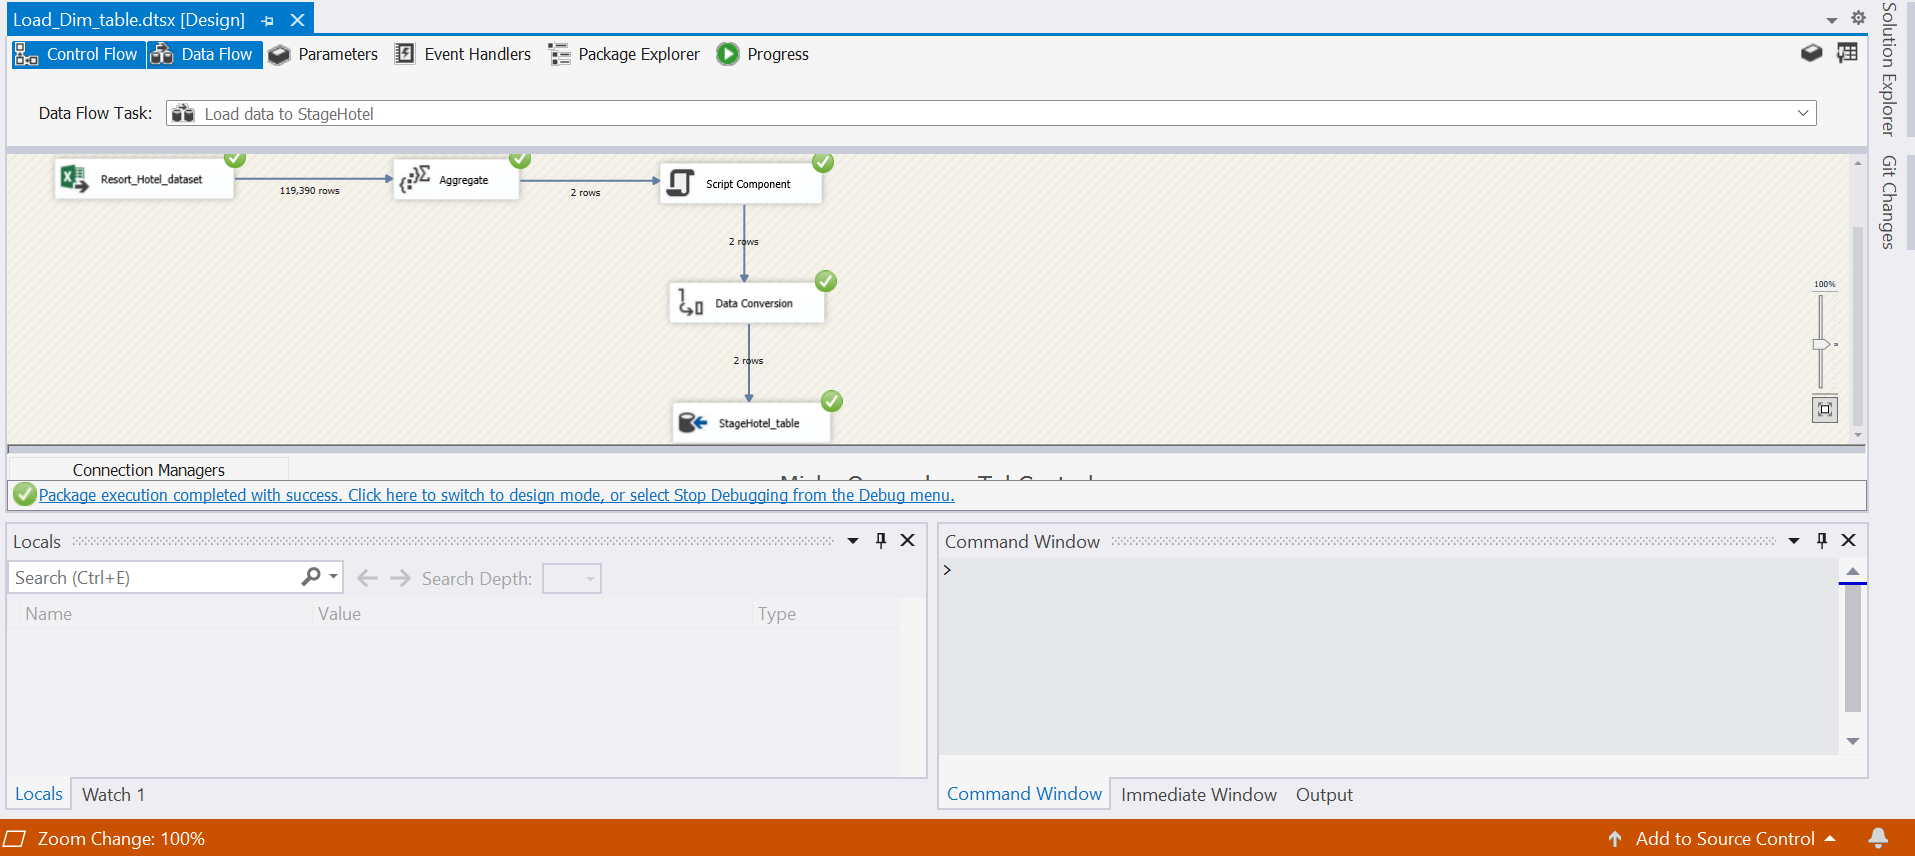 Load_Dim_table.dtsx [Design]
Control Flow Data Flow Parameters Event Handlers Package Explorer Progress
Data Flow Task: Load data to StageHotel
Resort_Hotel_dataset
119,390 rows
Aggregate
2 rows
Script Component
2 rows
Data Conversion
2 rows
StageHotel_table
100%
Connection Managers
Package execution completed with success. Click here to switch to design mode, or select Stop Debugging from the Debug menu.
Locals
Search (Ctrl+E) Search Depth:
Name Value Type
Locals Watch 1
Command Window
>
Command Window Immediate Window Output
Zoom Change: 100% Add to Source Control
Solution Explorer
Git Changes